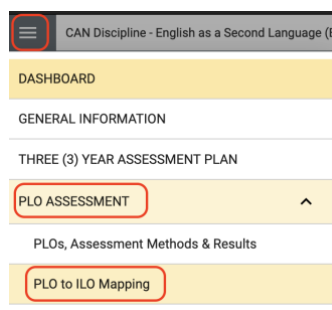 CAN Discipline - English as a Second Language (
DASHBOARD
GENERAL INFORMATION
THREE (3) YEAR ASSESSMENT PLAN
PLO ASSESSMENT
PLOs, Assessment Methods & Results
PLO to ILO Mapping